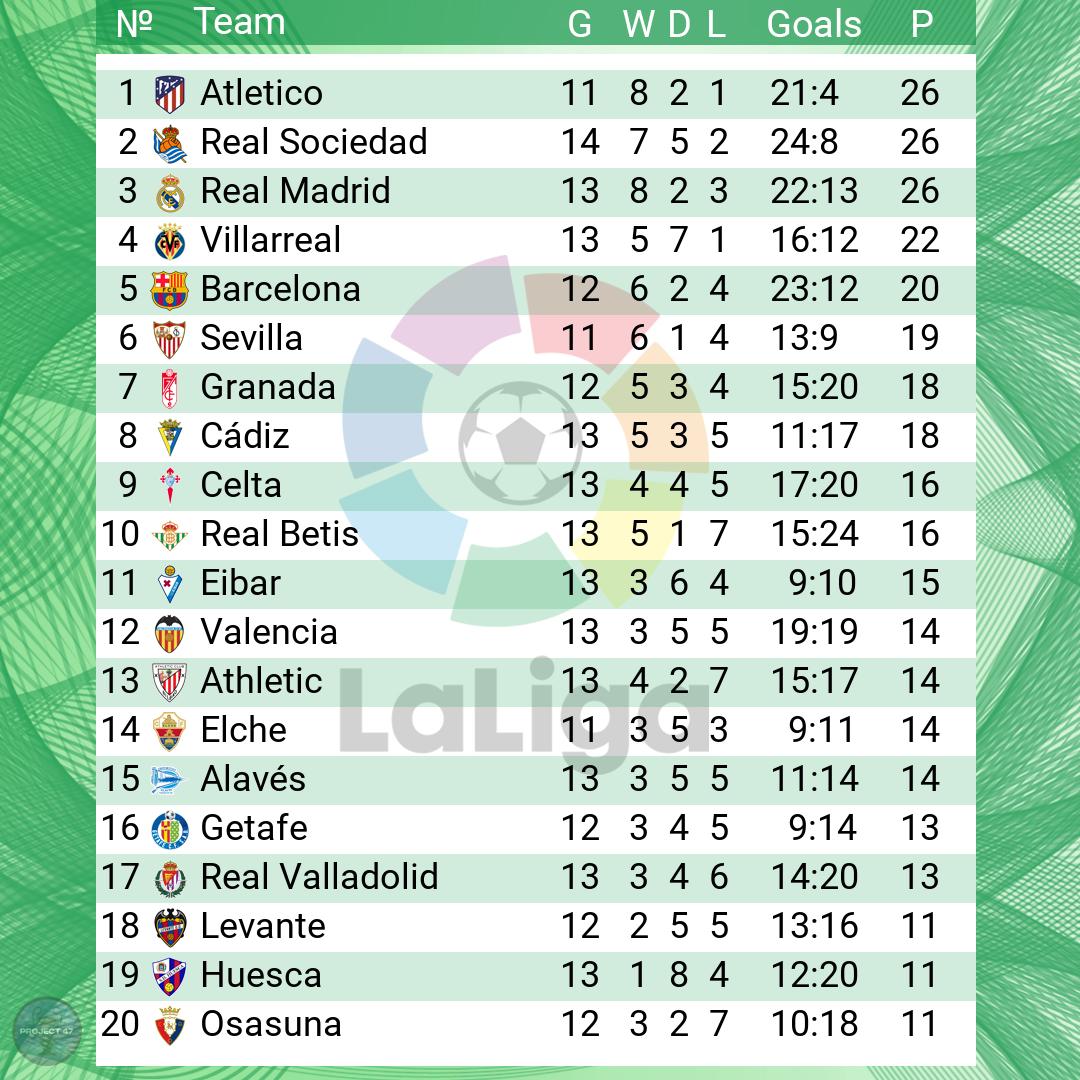 Nº Team G W D L Goals P
1 Atletico 11 8 2 1 21:4 26
2 Real Sociedad 14 7 5 2 24:8 26
3 Real Madrid 13 8 2 3 22:13 26
4 Villarreal 13 5 7 1 16:12 22
5 Barcelona 12 6 2 4 23:12 20
6 Sevilla 11 6 1 4 13:9 19
7 Granada 12 5 3 4 15:20 18
8 Cádiz 13 5 3 5 11:17 18
9 Celta 13 4 4 5 17:20 16
10 Real Betis 13 5 1 7 15:24 16
11 Eibar 13 3 6 4 9:10 15
12 Valencia 13 3 5 5 19:19 14
13 Athletic 13 4 2 7 15:17 14
14 Elche 11 3 5 3 9:11 14
15 Alavés 13 3 5 5 11:14 14
16 Getafe 12 3 4 5 9:14 13
17 Real Valladolid 13 3 4 6 14:20 13
18 Levante 12 2 5 5 13:16 11
19 Huesca 13 1 8 4 12:20 11
20 Osasuna 12 3 2 7 10:18 11
LaLiga
PROJECT 47